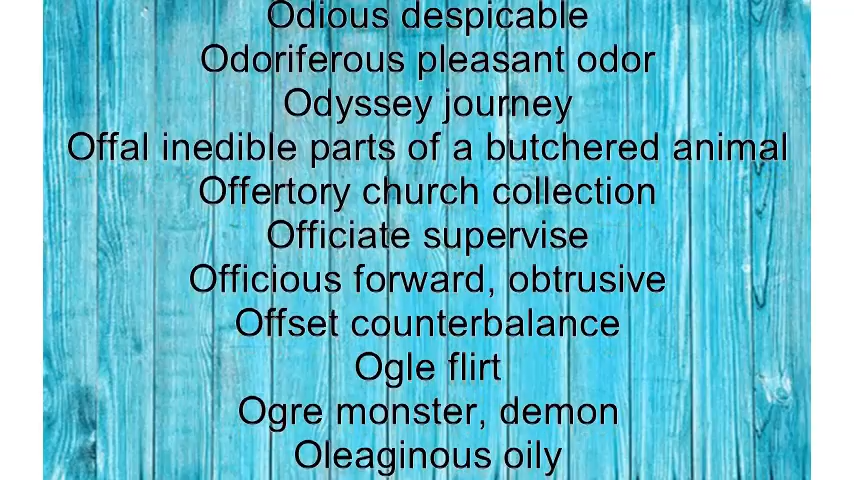 Odious despicable
Odoriferous pleasant odor
Odyssey journey
Offal inedible parts of a butchered animal
Offertory church collection
Officiate supervise
Officious forward, obtrusive
Offset counterbalance
Ogle flirt
Ogre monster, demon
Oleaginous oily